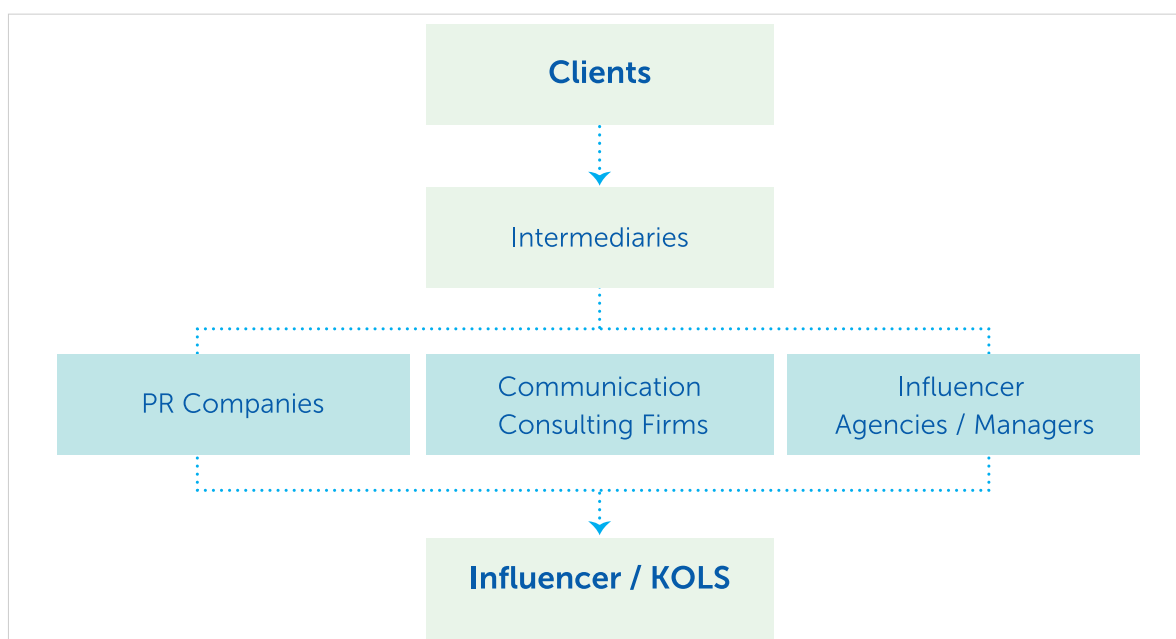 Clients
Intermediaries
PR Companies
Communication
Consulting Firms
Influencer
Agencies / Managers
Influencer / KOLS